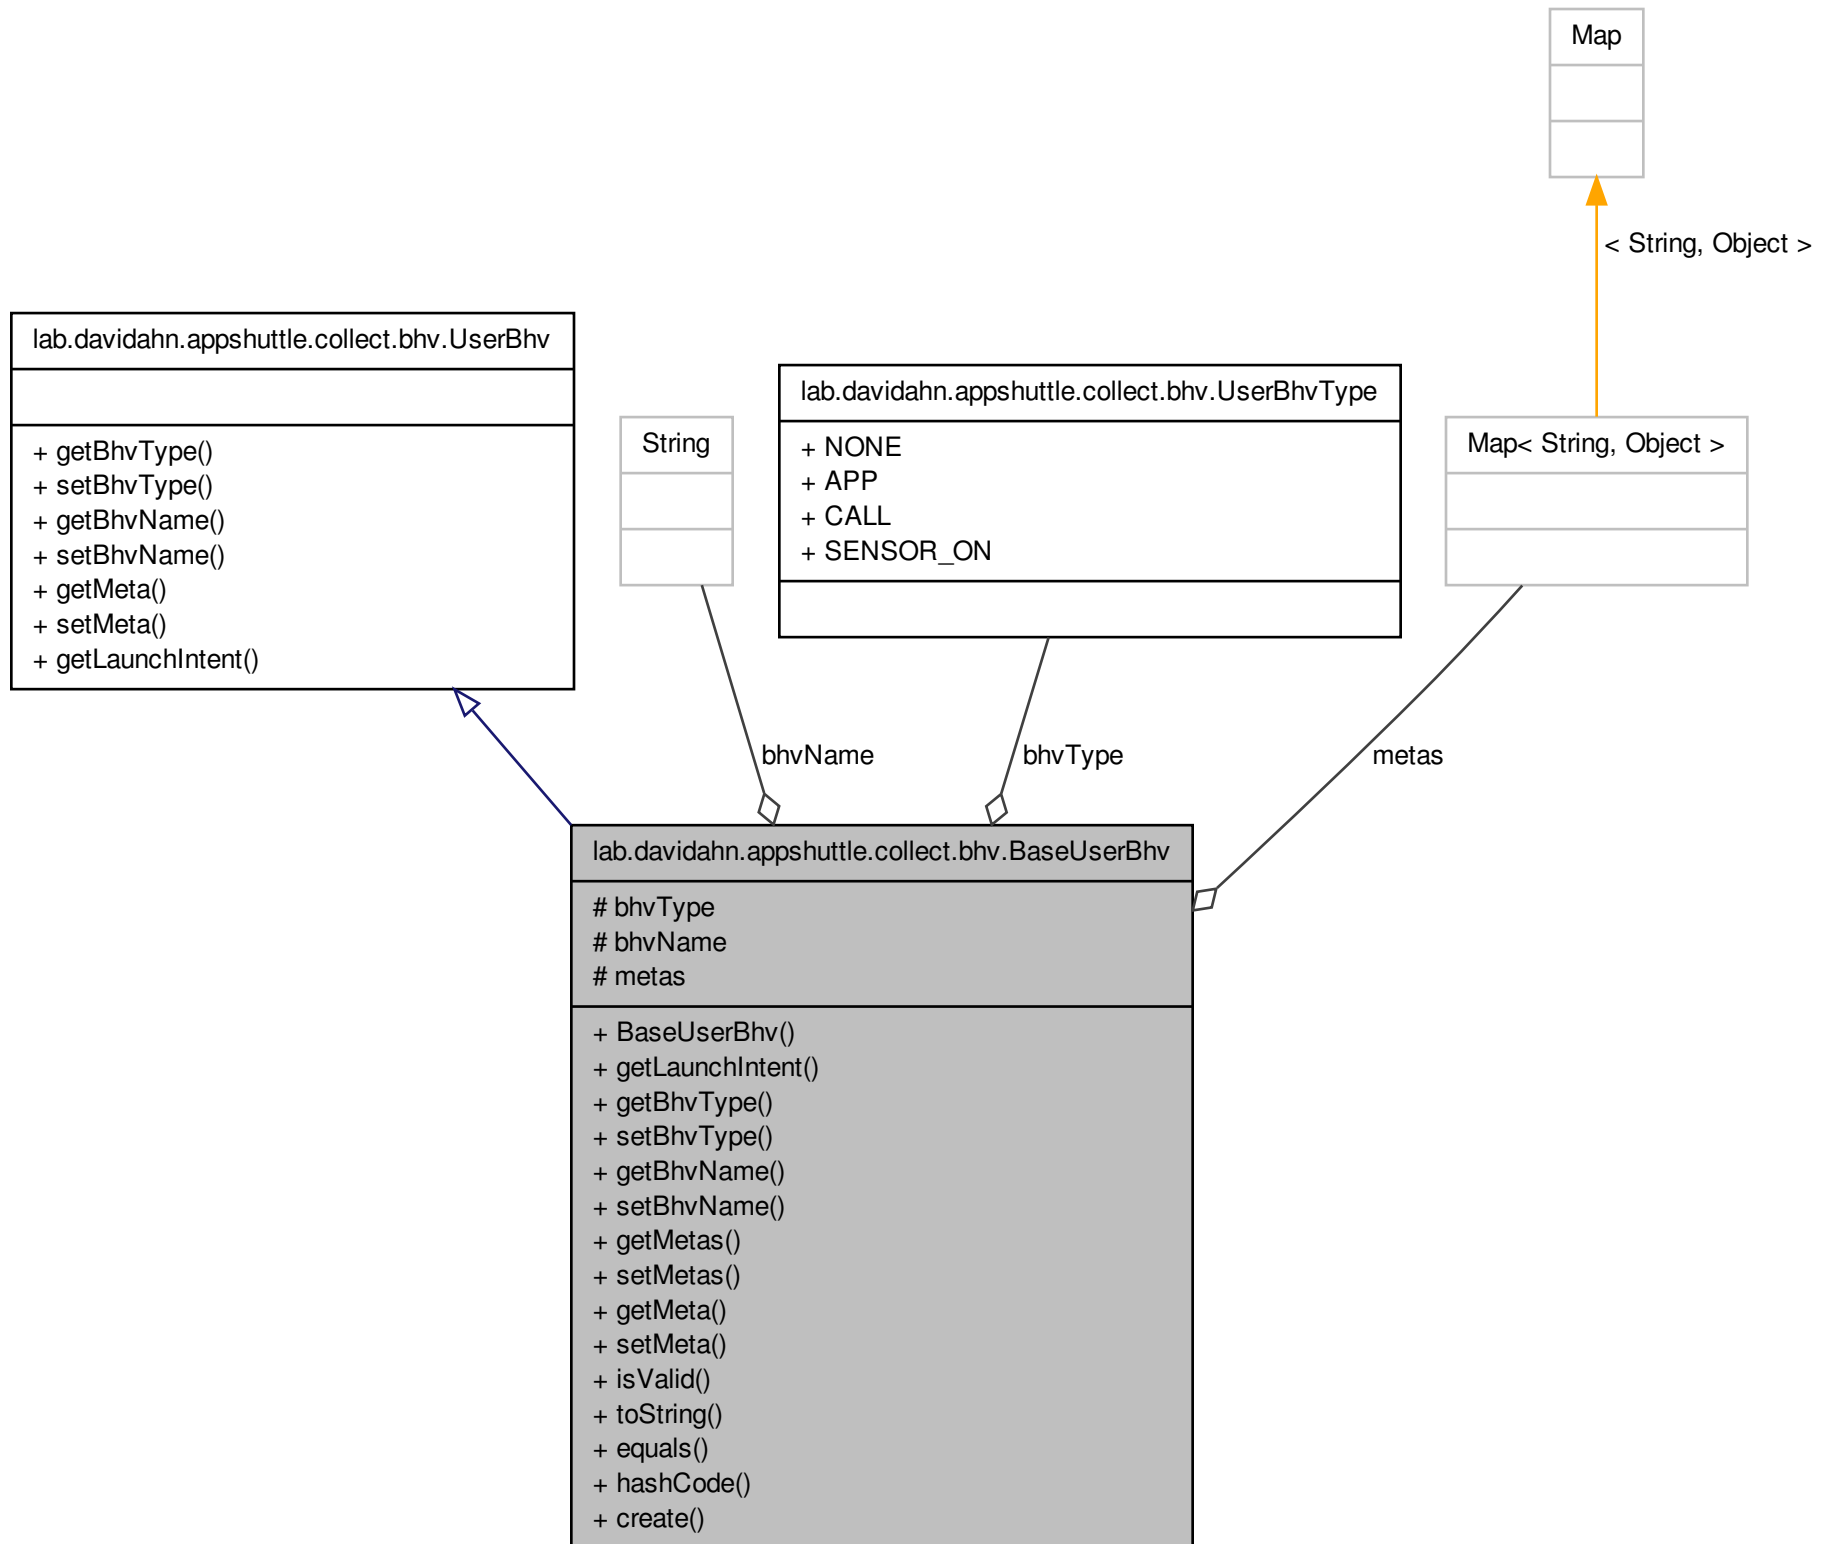 Map
< String, Object >
lab.davidahn.appshuttle.collect.bhv.UserBhv
+ getBhvType()
+ setBhvType()
+ getBhvName()
+ setBhvName()
+ getMeta()
+ setMeta()
+ getLaunchIntent()
String
lab.davidahn.appshuttle.collect.bhv.UserBhvType
+ NONE
+ APP
+ CALL
+ SENSOR_ON
Map< String, Object >
bhvName
bhvType
metas
lab.davidahn.appshuttle.collect.bhv.BaseUserBhv
# bhvType
# bhvName
# metas
+ BaseUserBhv()
+ getLaunchIntent()
+ getBhvType()
+ setBhvType()
+ getBhvName()
+ setBhvName()
+ getMetas()
+ setMetas()
+ getMeta()
+ setMeta()
+ isValid()
+ toString()
+ equals()
+ hashCode()
+ create()